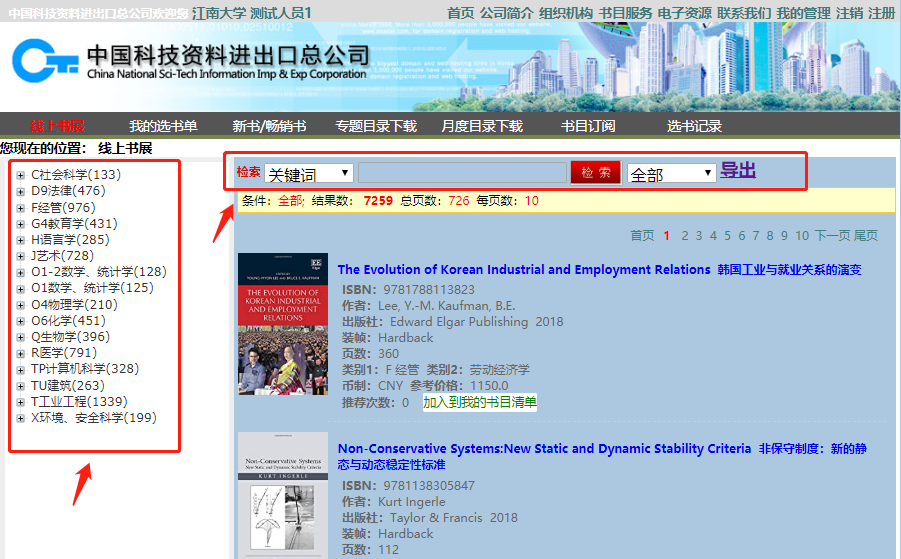 中国科技资料进出口总公司欢迎您 江南大学 测试人员1 首页 公司简介 组织机构 书目服务 电子资源 联系我们 我的管理 注销 注册
中国科技资料进出口总公司
China National Sci-Tech Information Imp & Exp Corporation
线上书展 我的选书单 新书/畅销书 专题目录下载 月度目录下载 书目订阅 选书记录
您现在的位置： 线上书展
C社会科学(133)
D9法律(476)
F经管(976)
G4教育学(431)
H语言学(285)
J艺术(728)
O1-2数学、统计学(128)
O1数学、统计学(125)
O4物理学(210)
O6化学(451)
Q生物学(396)
R医学(791)
TP计算机科学(328)
TU建筑(263)
T工业工程(1339)
X环境、安全科学(199)
检索 关键词 检 索 全部 导出
条件： 全部; 结果数： 7259 总页数： 726 每页数： 10
首页 1 2 3 4 5 6 7 8 9 10 下一页 尾页
THE EVOLUTION OF
KOREAN INDUSTRIAL
AND EMPLOYMENT
RELATIONS
The Evolution of Korean Industrial and Employment Relations 韩国工业与就业关系的演变
ISBN: 9781788113823
作者： Lee, Y.-M. Kaufman, B.E.
出版社： Edward Elgar Publishing 2018
装帧： Hardback
页数： 360
类别1： F 经管 类别2： 劳动经济学
币制： CNY 参考价格： 1150.0
推荐次数： 0 加入到我的书目清单
Non-Conservative Systems
New Static and Dynamic Stability Criteria
KURT INGERLE
Non-Conservative Systems:New Static and Dynamic Stability Criteria 非保守制度：新的静
态与动态稳定性标准
ISBN: 9781138305847
作者： Kurt Ingerle
出版社： Taylor & Francis 2018
装帧： Hardback
页数： 112